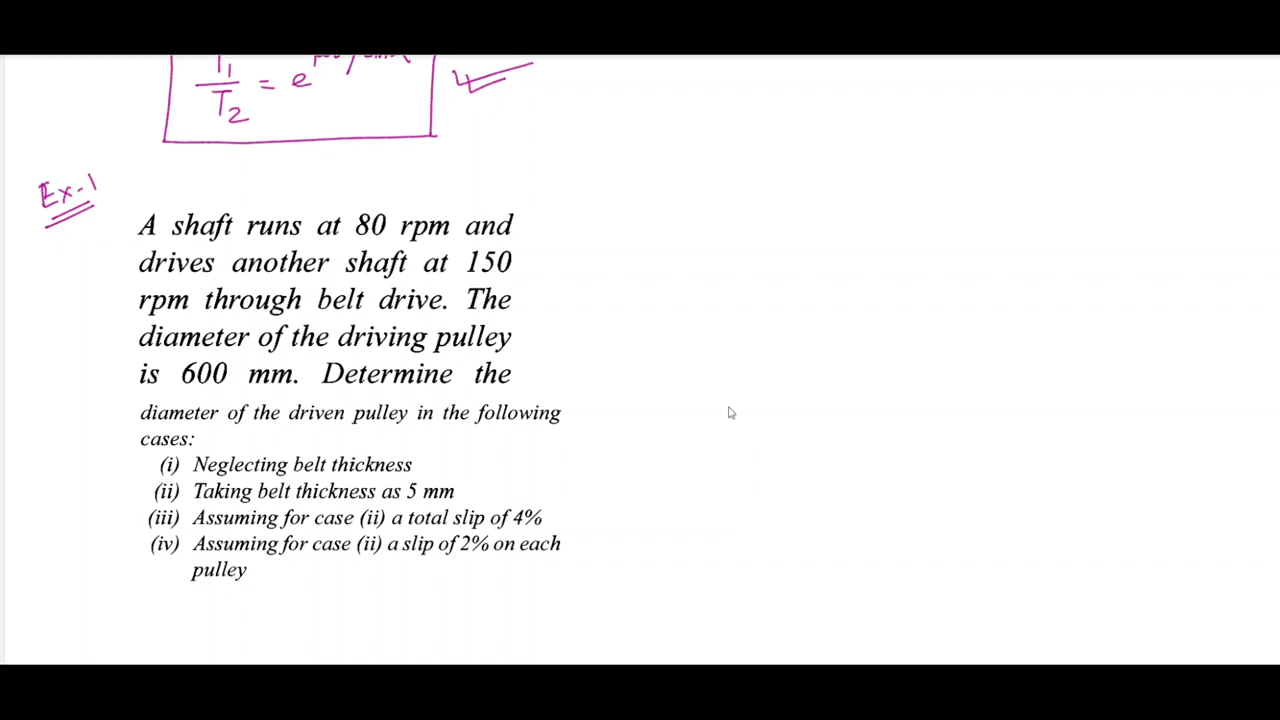 T1
— = e
T2
Ex-1
A shaft runs at 80 rpm and
drives another shaft at 150
rpm through belt drive. The
diameter of the driving pulley
is 600 mm. Determine the
diameter of the driven pulley in the following
cases:
(i) Neglecting belt thickness
(ii) Taking belt thickness as 5 mm
(iii) Assuming for case (ii) a total slip of 4%
(iv) Assuming for case (ii) a slip of 2% on each
pulley